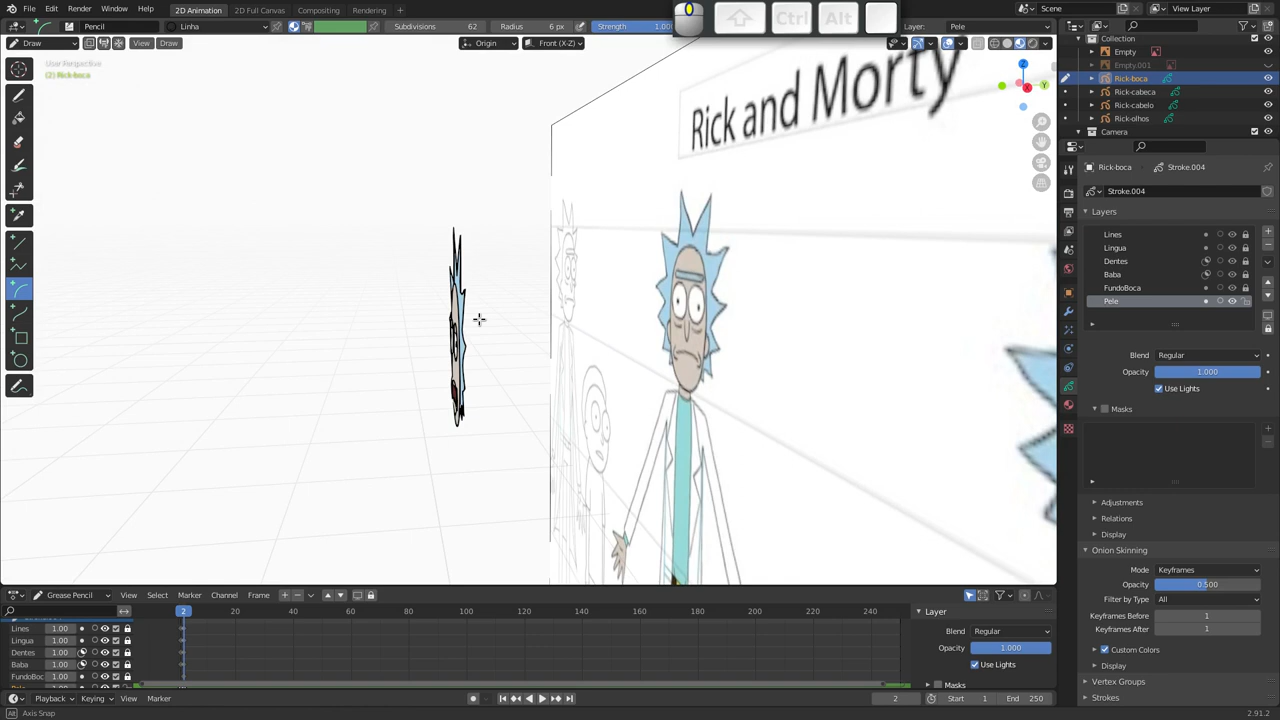 File Edit Render Window Help 2D Animation 2D Full Canvas Compositing Rendering Scene View Layer
Pencil Linha Subdivisions 62 Radius 6 px Strength 1.00 Ctrl Alt Layer: Pele
Draw View Draw Origin Front (X-Z)
User Perspective
(2) Rick-boca
Rick and Morty
Z
Y
X
Collection
Empty
Empty.001
Rick-boca
Rick-cabeca
Rick-cabelo
Rick-olhos
Camera
Rick-boca Stroke.004
Stroke.004
Layers
Lines
Lingua
Dentes
Baba
FundoBoca
Pele
Blend Regular
Opacity 1.000
Use Lights
Masks
Adjustments
Relations
Display
Onion Skinning
Mode Keyframes
Opacity 0.500
Filter by Type All
Keyframes Before 1
Keyframes After 1
Custom Colors
Display
Vertex Groups
Strokes
Grease Pencil View Select Marker Channel Frame
2 20 40 60 80 100 120 140 160 180 200 220 240
Lines 1.00
Lingua 1.00
Dentes 1.00
Baba 1.00
FundoBoc 1.00
Layer
Blend Regular
Opacity 1.000
Use Lights
Masks
Playback Keying View Marker 2 Start 1 End 250
Alt Axis Snap 2.91.2